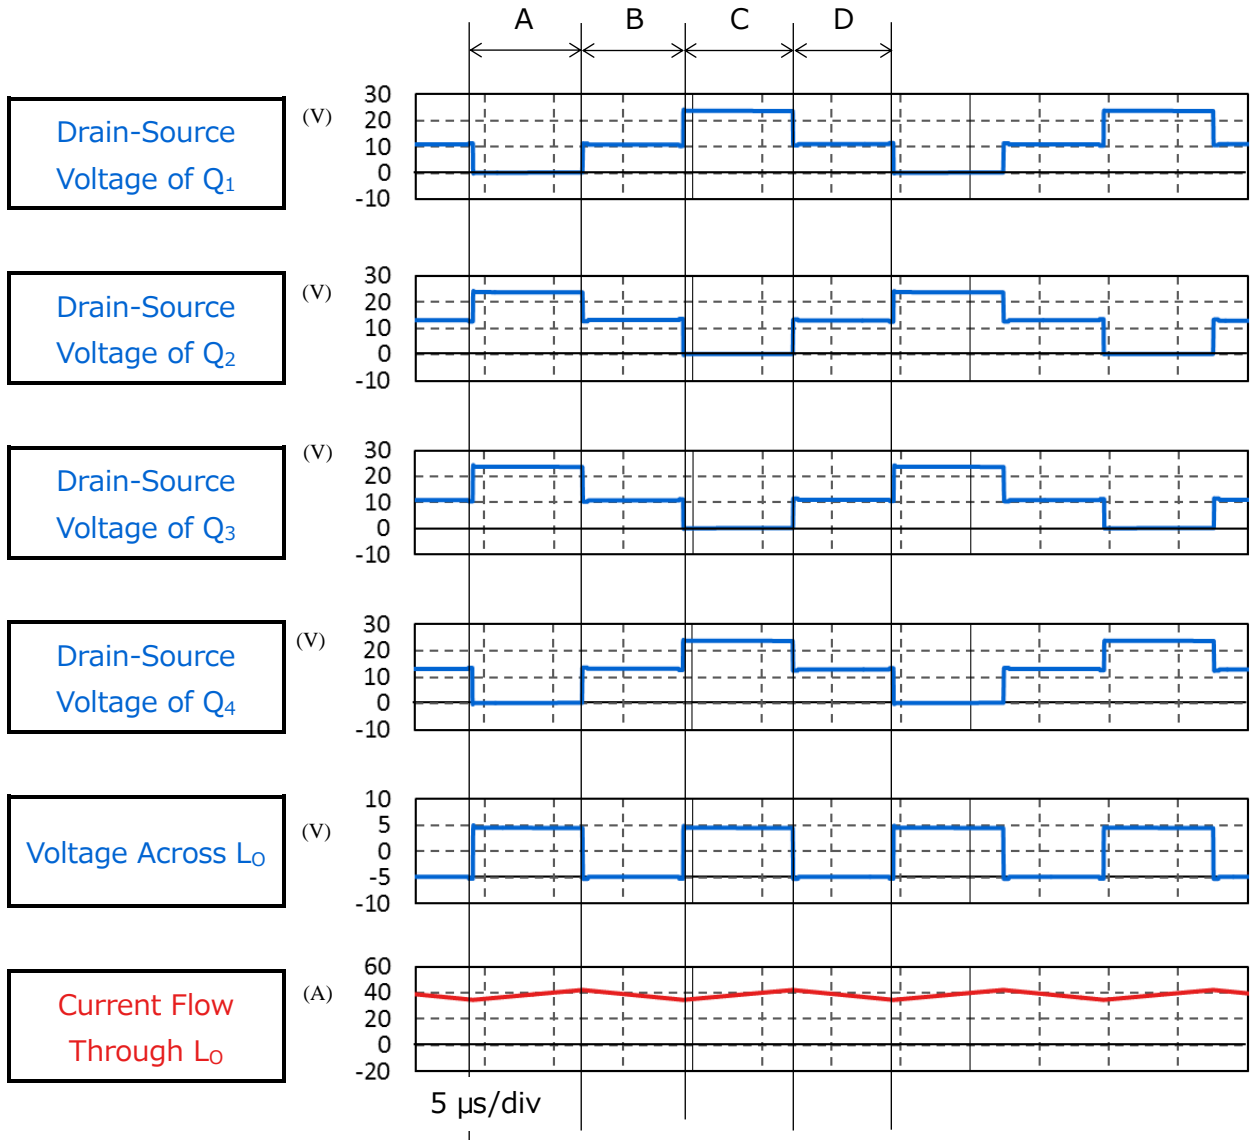 A B C D
Drain-Source
Voltage of Q1
(V)
30
20
10
0
-10
Drain-Source
Voltage of Q2
(V)
30
20
10
0
-10
Drain-Source
Voltage of Q3
(V)
30
20
10
0
-10
Drain-Source
Voltage of Q4
(V)
30
20
10
0
-10
Voltage Across LO
(V)
10
5
0
-5
-10
Current Flow
Through LO
(A)
60
40
20
0
-20
5 μs/div